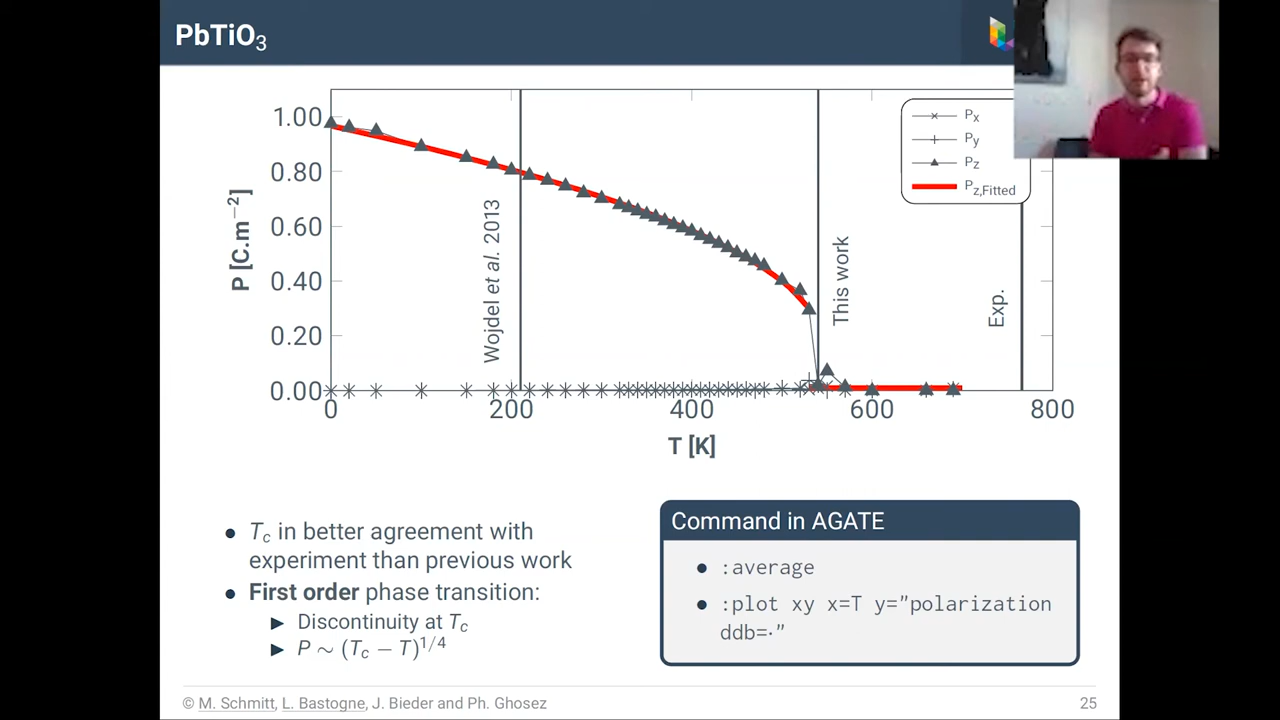 PbTiO₃
P [C.m⁻²]
1.00
0.80
0.60
0.40
0.20
0.00
0
200
400
600
800
T [K]
Wojdel et al. 2013
This work
Exp.
Pₓ
P_y
P_z
P_z,Fitted
● T_c in better agreement with
experiment than previous work
● First order phase transition:
▶ Discontinuity at T_c
▶ P ∼ (T_c − T)^1/4
Command in AGATE
● :average
● :plot xy x=T y="polarization
ddb=·"
© M. Schmitt, L. Bastogne, J. Bieder and Ph. Ghosez
25